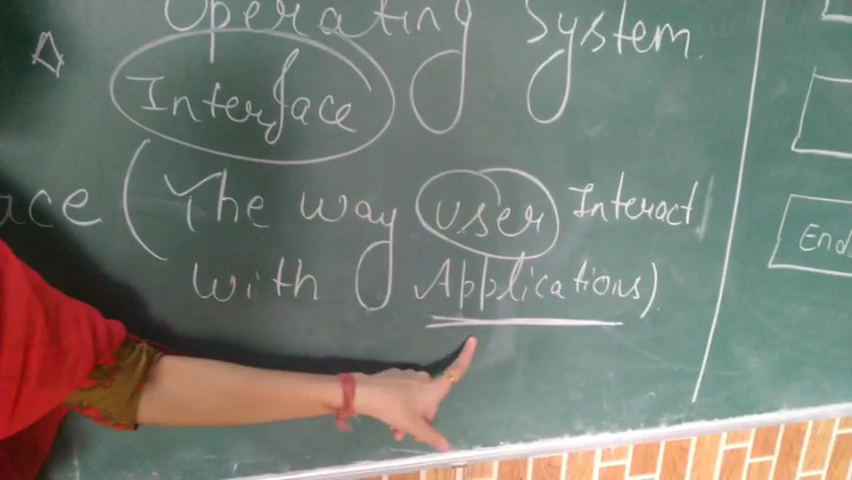 Operating System.
Interface
ace (The way user Interact
with Applications)
End